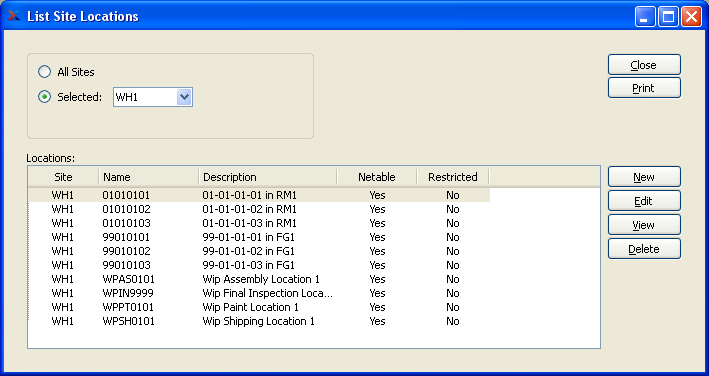 List Site Locations
All Sites
Selected: WH1
Close
Print
Locations:
Site Name Description Netable Restricted
WH1 01010101 01-01-01-01 in RM1 Yes No
WH1 01010102 01-01-01-02 in RM1 Yes No
WH1 01010103 01-01-01-03 in RM1 Yes No
WH1 99010101 99-01-01-01 in FG1 Yes No
WH1 99010102 99-01-01-02 in FG1 Yes No
WH1 99010103 99-01-01-03 in FG1 Yes No
WH1 WPAS0101 Wip Assembly Location 1 Yes No
WH1 WPIN9999 Wip Final Inspection Loca... Yes No
WH1 WPPT0101 Wip Paint Location 1 Yes No
WH1 WPSH0101 Wip Shipping Location 1 Yes No
New
Edit
View
Delete